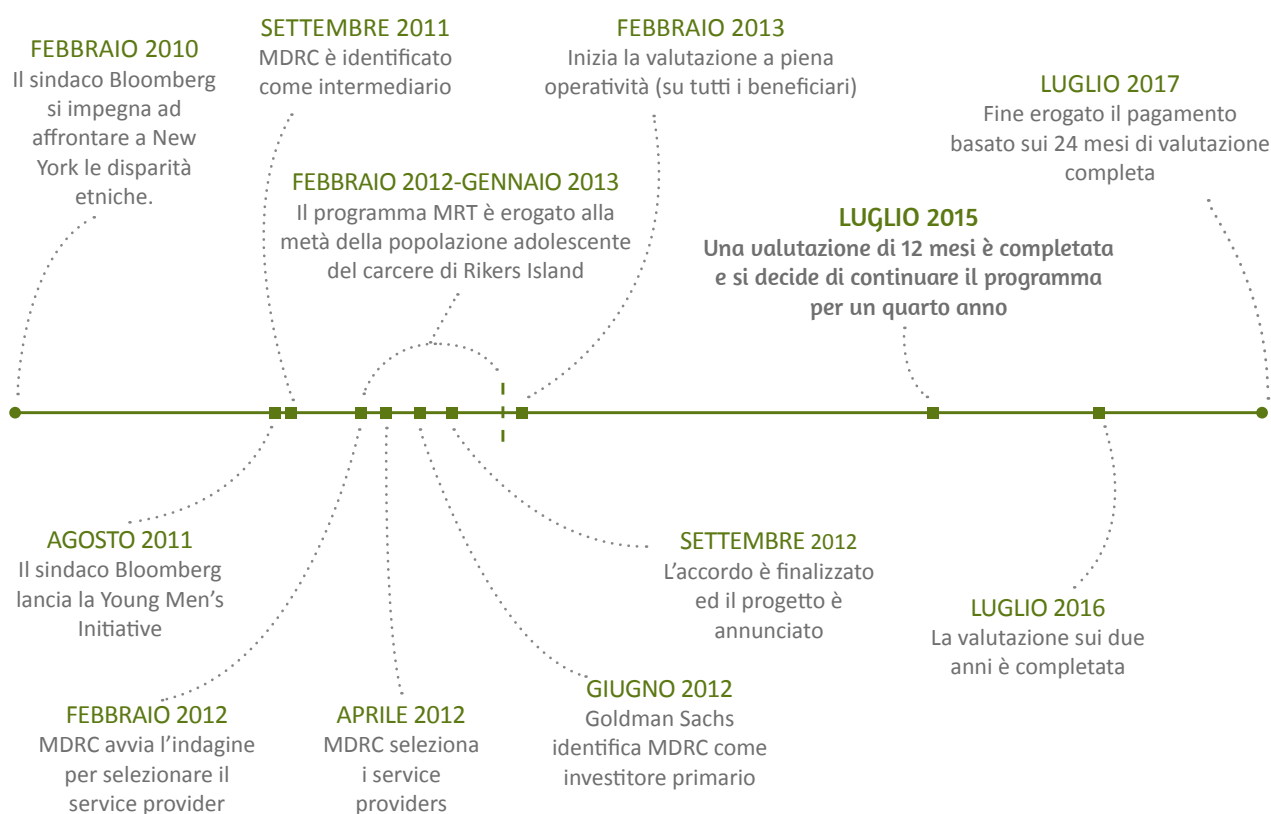 FEBBRAIO 2010
Il sindaco Bloomberg
si impegna ad
affrontare a New
York le disparità
etniche.
SETTEMBRE 2011
MDRC è identificato
come intermediario
FEBBRAIO 2013
Inizia la valutazione a piena
operatività (su tutti i beneficiari)
LUGLIO 2017
Fine erogato il pagamento
basato sui 24 mesi di valutazione
completa
FEBBRAIO 2012-GENNAIO 2013
Il programma MRT è erogato alla
metà della popolazione adolescente
del carcere di Rikers Island
LUGLIO 2015
Una valutazione di 12 mesi è completata
e si decide di continuare il programma
per un quarto anno
AGOSTO 2011
Il sindaco Bloomberg
lancia la Young Men’s
Initiative
SETTEMBRE 2012
L’accordo è finalizzato
ed il progetto è
annunciato
LUGLIO 2016
La valutazione sui due
anni è completata
FEBBRAIO 2012
MDRC avvia l’indagine
per selezionare il
service provider
APRILE 2012
MDRC seleziona
i service
providers
GIUGNO 2012
Goldman Sachs
identifica MDRC come
investitore primario